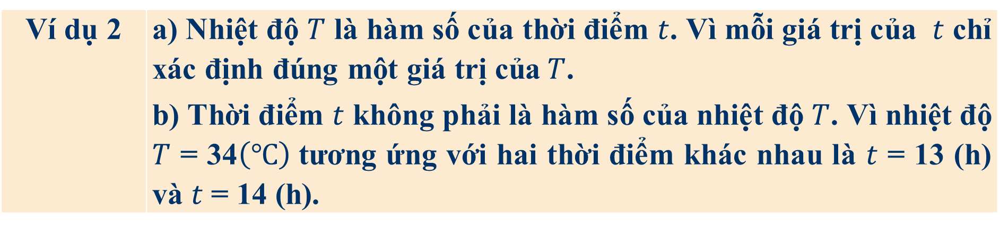 Ví dụ 2
a) Nhiệt độ T là hàm số của thời điểm t. Vì mỗi giá trị của t chỉ
xác định đúng một giá trị của T.
b) Thời điểm t không phải là hàm số của nhiệt độ T. Vì nhiệt độ
T = 34(°C) tương ứng với hai thời điểm khác nhau là t = 13 (h)
và t = 14 (h).